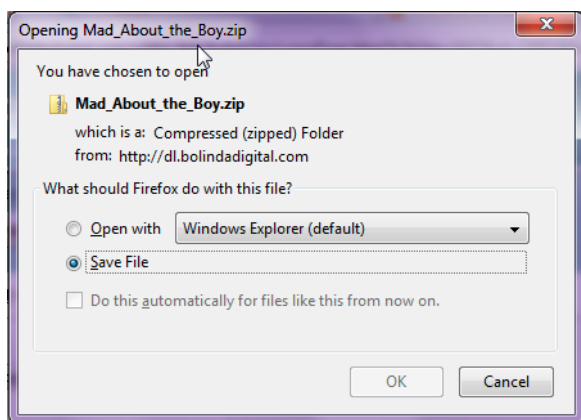 Opening Mad_About_the_Boy.zip
You have chosen to open
Mad_About_the_Boy.zip
which is a: Compressed (zipped) Folder
from: http://dl.bolindadigital.com
What should Firefox do with this file?
Open with Windows Explorer (default)
Save File
Do this automatically for files like this from now on.
OK Cancel